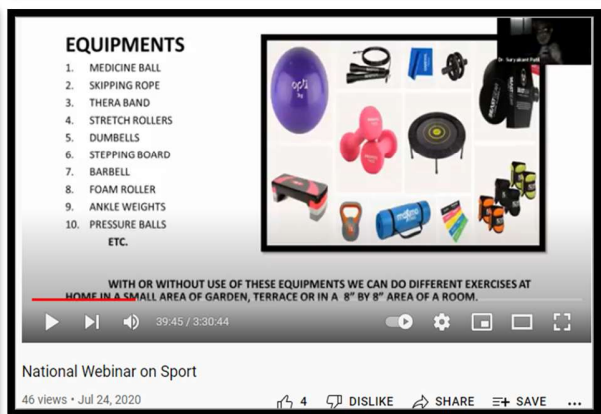 EQUIPMENTS
1. MEDICINE BALL
2. SKIPPING ROPE
3. THERA BAND
4. STRETCH ROLLERS
5. DUMBELLS
6. STEPPING BOARD
7. BARBELL
8. FOAM ROLLER
9. ANKLE WEIGHTS
10. PRESSURE BALLS
ETC.
opti
Dr. Suryakant Patil
WITH OR WITHOUT USE OF THESE EQUIPMENTS WE CAN DO DIFFERENT EXERCISES AT
HOME IN A SMALL AREA OF GARDEN, TERRACE OR IN A 8” BY 8” AREA OF A ROOM.
39:45 / 3:30:44
National Webinar on Sport
46 views • Jul 24, 2020
4 DISLIKE SHARE SAVE ...